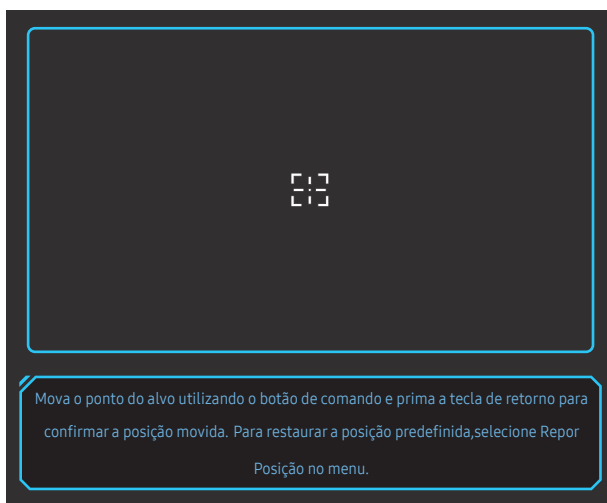 Mova o ponto do alvo utilizando o botão de comando e prima a tecla de retorno para
confirmar a posição movida. Para restaurar a posição predefinida,selecione Repor
Posição no menu.